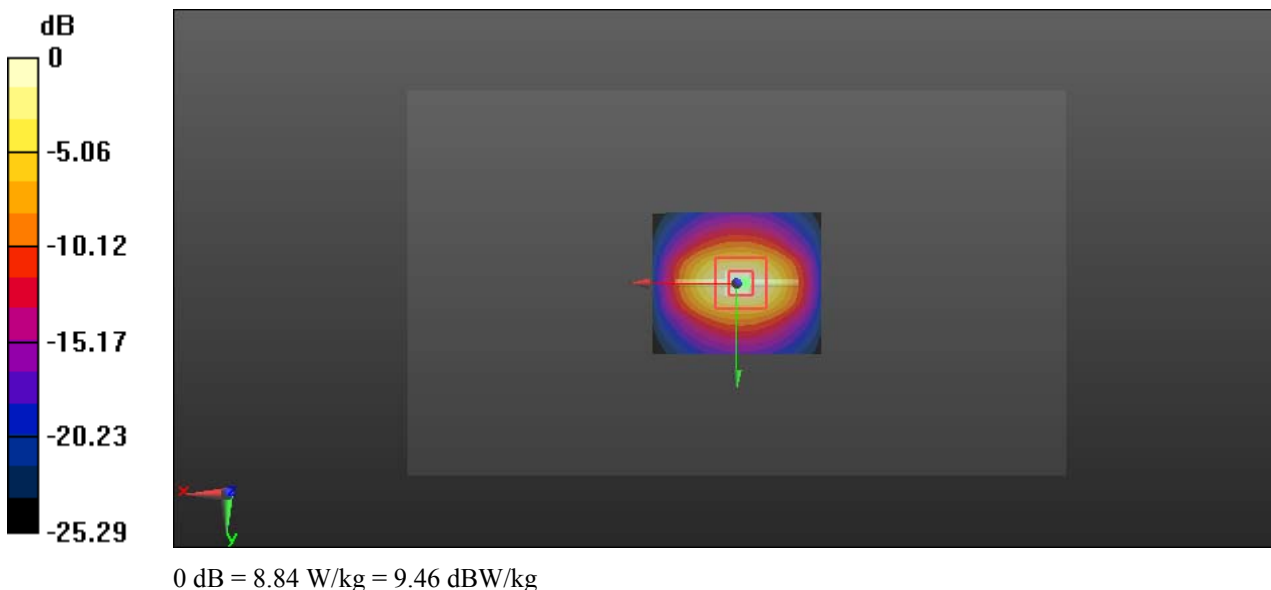 dB
0
-5.06
-10.12
-15.17
-20.23
-25.29
x
z
y
0 dB = 8.84 W/kg = 9.46 dBW/kg